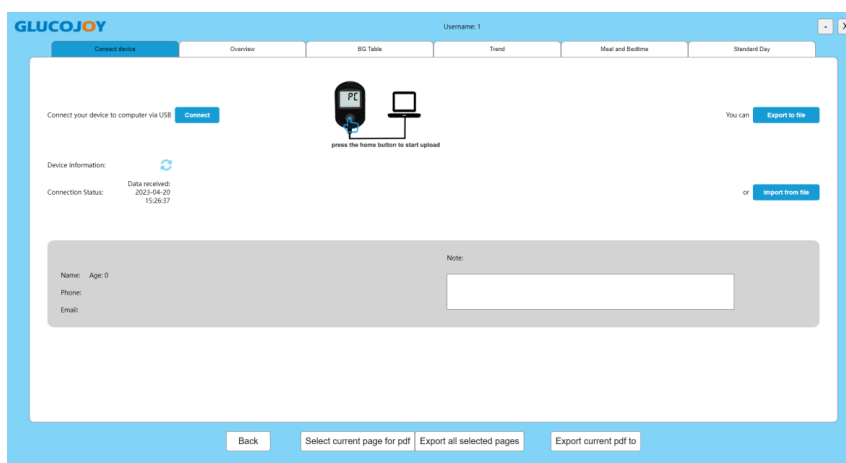 GLUCOJOY
Username: 1
-
X
Connect device
Overview
BG Table
Trend
Meal and Bedtime
Standard Day
Connect your device to computer via USB
Connect
PC
press the home button to start upload
You can
Export to file
Device Information:
Connection Status:
Data received:
2023-04-20
15:26:37
or
Import from file
Name: Age: 0
Phone:
Email:
Note:
Back
Select current page for pdf
Export all selected pages
Export current pdf to